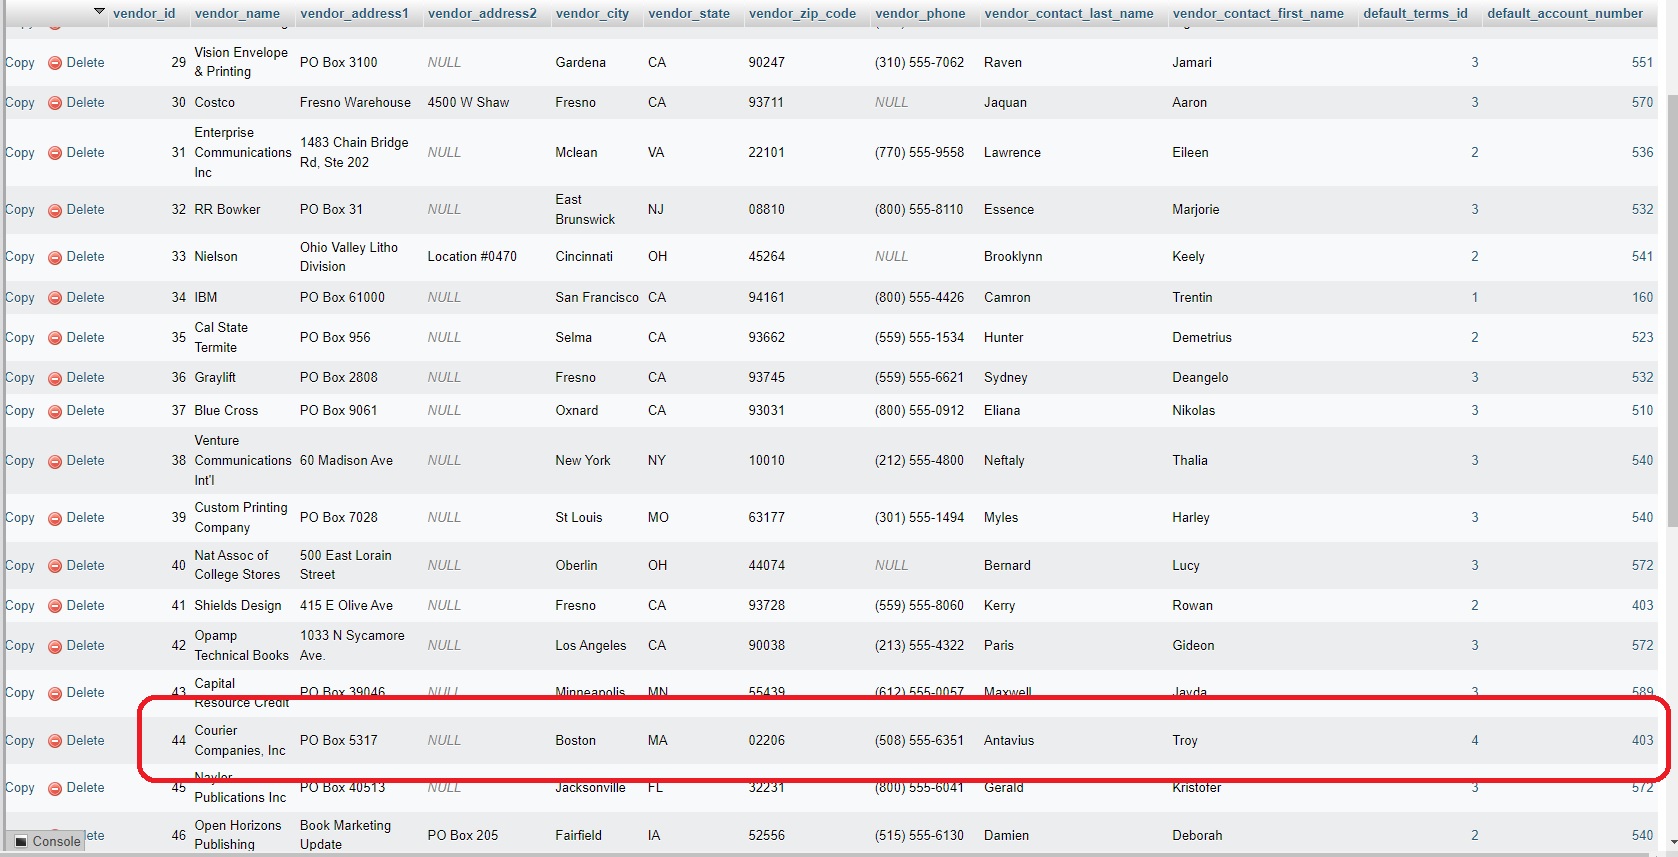 vendor_id vendor_name vendor_address1 vendor_address2 vendor_city vendor_state vendor_zip_code vendor_phone vendor_contact_last_name vendor_contact_first_name default_terms_id default_account_number
Copy Delete 29 Vision Envelope & Printing PO Box 3100 NULL Gardena CA 90247 (310) 555-7062 Raven Jamari 3 551
Copy Delete 30 Costco Fresno Warehouse 4500 W Shaw Fresno CA 93711 NULL Jaquan Aaron 3 570
Copy Delete 31 Enterprise Communications Inc 1483 Chain Bridge Rd, Ste 202 NULL Mclean VA 22101 (770) 555-9558 Lawrence Eileen 2 536
Copy Delete 32 RR Bowker PO Box 31 NULL East Brunswick NJ 08810 (800) 555-8110 Essence Marjorie 3 532
Copy Delete 33 Nielson Ohio Valley Litho Division Location #0470 Cincinnati OH 45264 NULL Brooklynn Keely 2 541
Copy Delete 34 IBM PO Box 61000 NULL San Francisco CA 94161 (800) 555-4426 Camron Trentin 1 160
Copy Delete 35 Cal State Termite PO Box 956 NULL Selma CA 93662 (559) 555-1534 Hunter Demetrius 2 523
Copy Delete 36 Graylift PO Box 2808 NULL Fresno CA 93745 (559) 555-6621 Sydney Deangelo 3 532
Copy Delete 37 Blue Cross PO Box 9061 NULL Oxnard CA 93031 (800) 555-0912 Eliana Nikolas 3 510
Copy Delete 38 Venture Communications Int'l 60 Madison Ave NULL New York NY 10010 (212) 555-4800 Neftaly Thalia 3 540
Copy Delete 39 Custom Printing Company PO Box 7028 NULL St Louis MO 63177 (301) 555-1494 Myles Harley 3 540
Copy Delete 40 Nat Assoc of College Stores 500 East Lorain Street NULL Oberlin OH 44074 NULL Bernard Lucy 3 572
Copy Delete 41 Shields Design 415 E Olive Ave NULL Fresno CA 93728 (559) 555-8060 Kerry Rowan 2 403
Copy Delete 42 Opamp Technical Books 1033 N Sycamore Ave. NULL Los Angeles CA 90038 (213) 555-4322 Paris Gideon 3 572
Copy Delete 43 Capital Resource Credit PO Box 39046 NULL Minneapolis MN 55439 (612) 555-0057 Maxwell Jayda 3 589
Copy Delete 44 Courier Companies, Inc PO Box 5317 NULL Boston MA 02206 (508) 555-6351 Antavius Troy 4 403
Copy Delete 45 Naylor Publications Inc PO Box 40513 NULL Jacksonville FL 32231 (800) 555-6041 Gerald Kristofer 3 572
lete 46 Open Horizons Publishing Book Marketing Update PO Box 205 Fairfield IA 52556 (515) 555-6130 Damien Deborah 2 540
Console